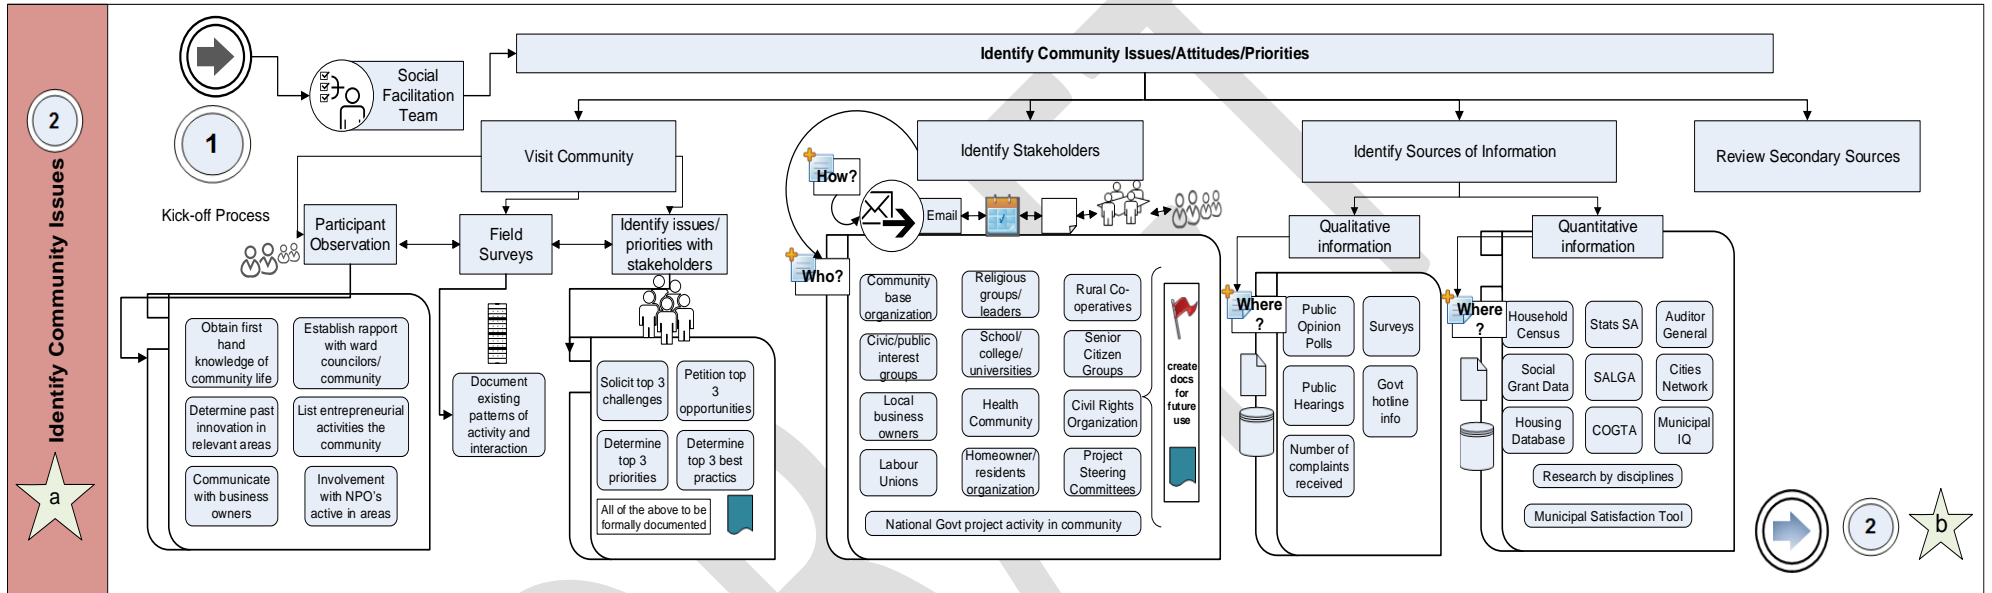 2
Identify Community Issues
a
1
Kick-off Process
Social
Facilitation
Team
Identify Community Issues/Attitudes/Priorities
Visit Community
Identify Stakeholders
Identify Sources of Information
Review Secondary Sources
Participant
Observation
Field
Surveys
Identify issues/
priorities with
stakeholders
Obtain first
hand
knowledge of
community life
Establish rapport
with ward
councilors/
community
Determine past
innovation in
relevant areas
List entrepreneurial
activities the
community
Communicate
with business
owners
Involvement
with NPO's
active in areas
Document
existing
patterns of
activity and
interaction
Solicit top 3
challenges
Petition top
3
opportunities
Determine
top 3
priorities
Determine
top 3 best
practics
All of the above to be
formally documented
How?
Email
Who?
Community
base
organization
Religious
groups/
leaders
Rural Co-
operatives
Civic/public
interest
groups
School/
college/
universities
Senior
Citizen
Groups
Local
business
owners
Health
Community
Civil Rights
Organization
Labour
Unions
Homeowner/
residents
organization
Project
Steering
Committees
National Govt project activity in community
create
docs
for
future
use
Qualitative
information
Where
?
Public
Opinion
Polls
Surveys
Public
Hearings
Govt
hotline
info
Number of
complaints
received
Quantitative
information
Where
?
Household
Census
Stats SA
Auditor
General
Social
Grant Data
SALGA
Cities
Network
Housing
Database
COGTA
Municipal
IQ
Research by disciplines
Municipal Satisfaction Tool
2
b